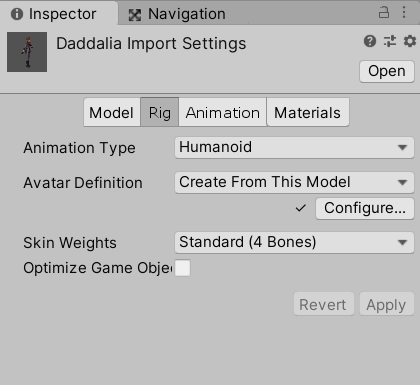 Inspector Navigation
Daddalia Import Settings
Open
Model Rig Animation Materials
Animation Type Humanoid
Avatar Definition Create From This Model
Configure...
Skin Weights Standard (4 Bones)
Optimize Game Obje
Revert Apply